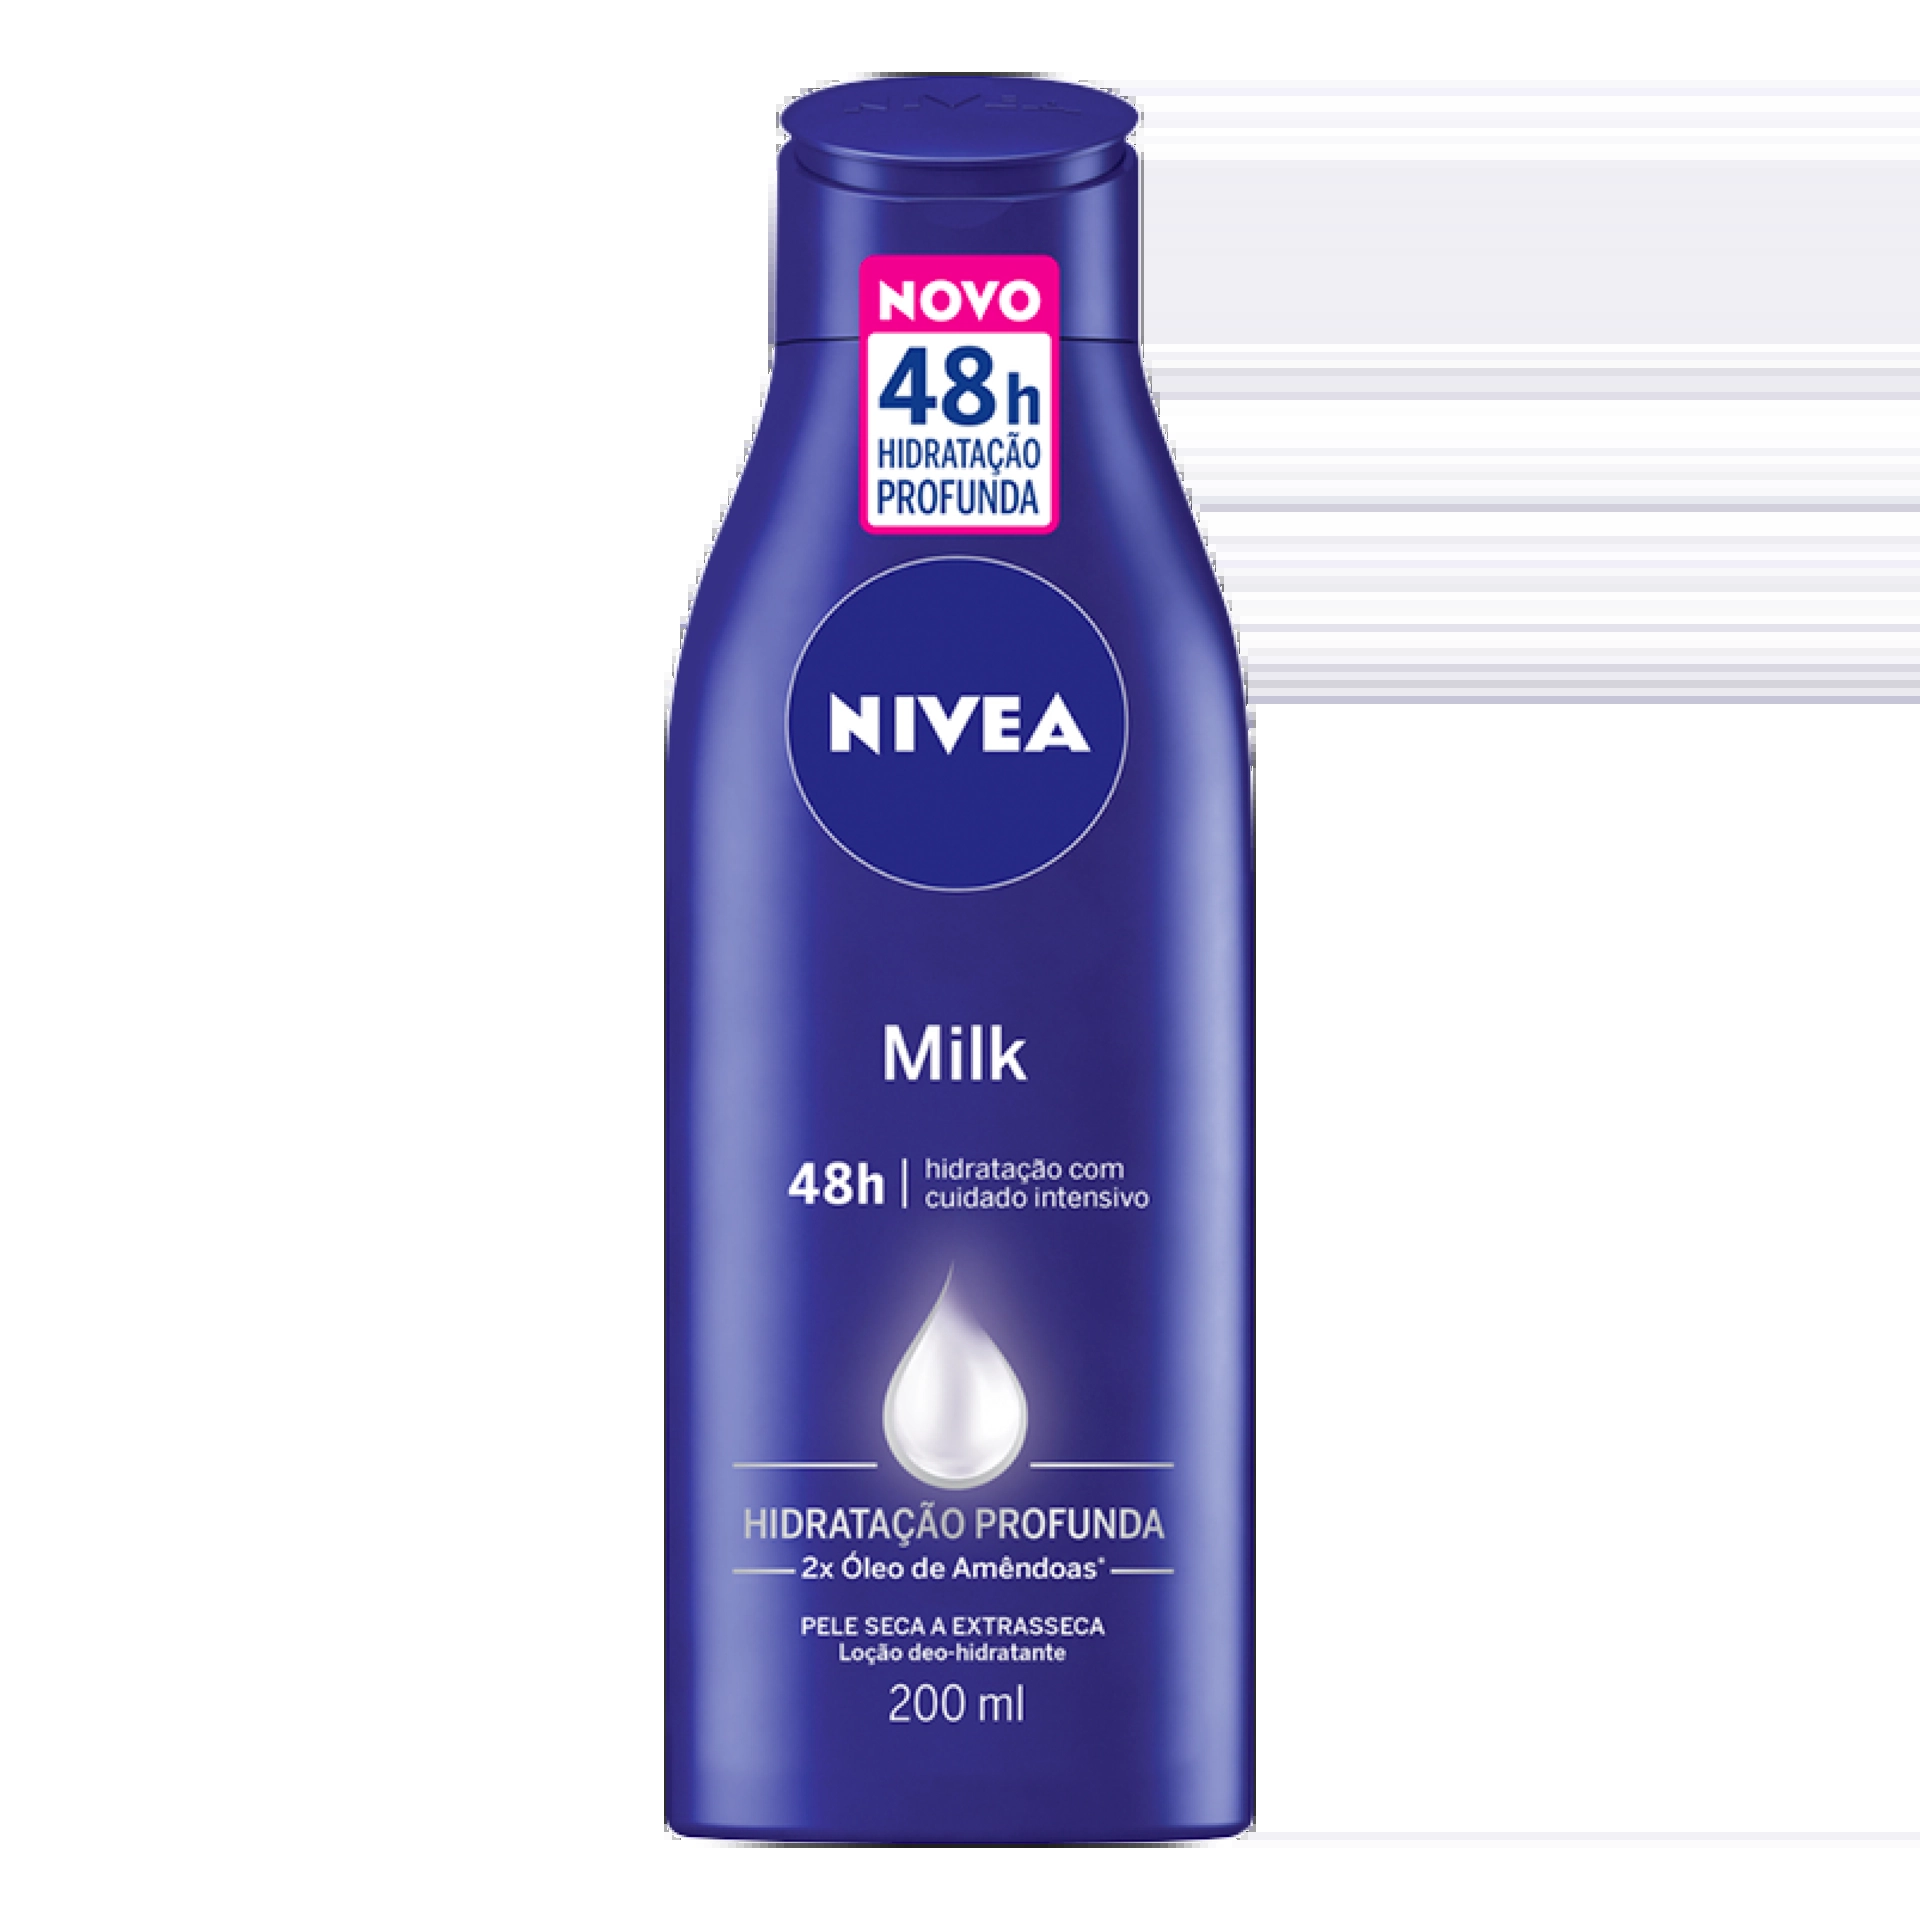 NIVEA
NOVO
48h
HIDRATAÇÃO
PROFUNDA
NIVEA
Milk
48h | hidratação com
cuidado intensivo
HIDRATAÇÃO PROFUNDA
2x Óleo de Amêndoas*
PELE SECA A EXTRASSECA
Loção deo-hidratante
200 ml